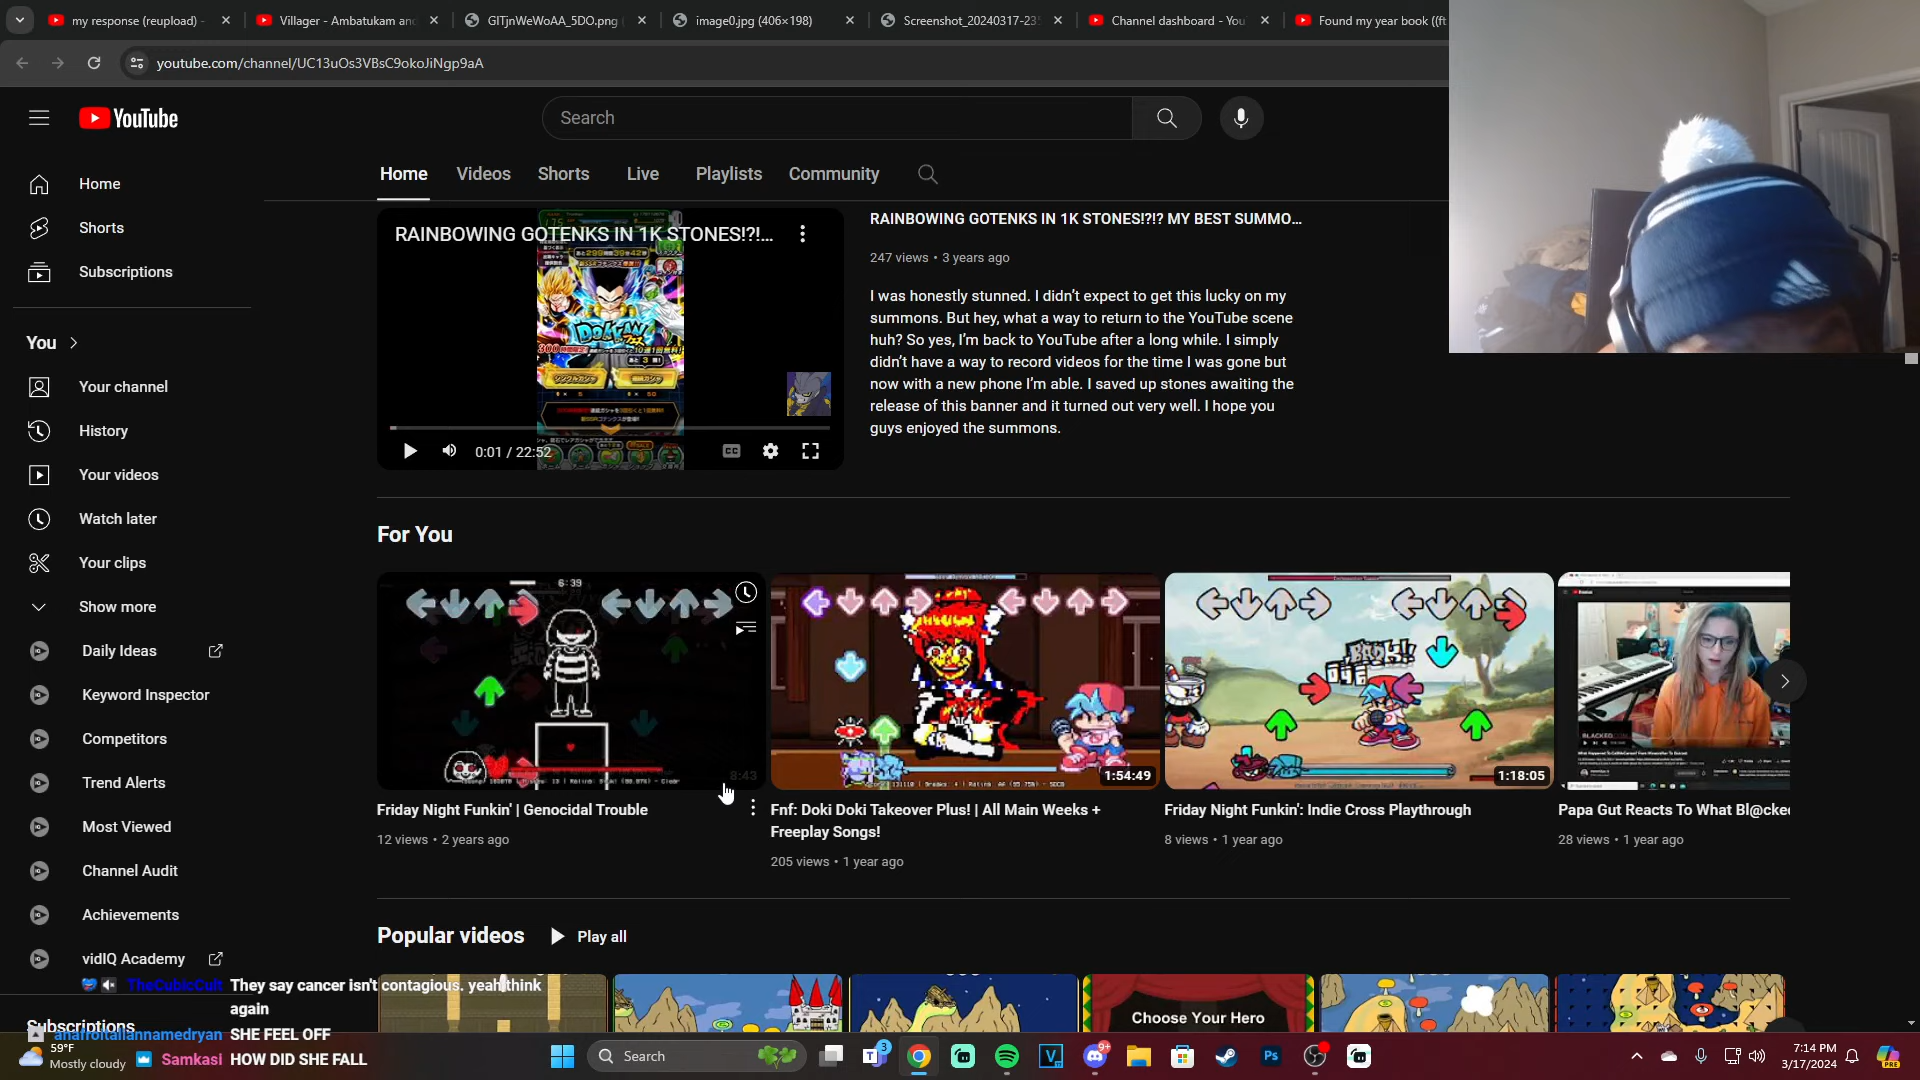 my response (reupload) -
Villager - Ambatukam an
GITjnWeWoAA_5DO.png
image0.jpg (406×198)
Screenshot_20240317-23
Channel dashboard - You
Found my year book ((ft
youtube.com/channel/UC13uOs3VBsC9okoJiNgp9aA
YouTube
Search
Home
Videos
Shorts
Live
Playlists
Community
Home
Shorts
Subscriptions
You
Your channel
History
Your videos
Watch later
Your clips
Show more
Daily Ideas
Keyword Inspector
Competitors
Trend Alerts
Most Viewed
Channel Audit
Achievements
vidIQ Academy
Subscriptions
RAINBOWING GOTENKS IN 1K STONES!?!...
0:01 / 22:52
RAINBOWING GOTENKS IN 1K STONES!?!? MY BEST SUMMO...
247 views • 3 years ago
I was honestly stunned. I didn't expect to get this lucky on my
summons. But hey, what a way to return to the YouTube scene
huh? So yes, I'm back to YouTube after a long while. I simply
didn't have a way to record videos for the time I was gone but
now with a new phone I'm able. I saved up stones awaiting the
release of this banner and it turned out very well. I hope you
guys enjoyed the summons.
For You
6:39
8:43
Friday Night Funkin' | Genocidal Trouble
12 views • 2 years ago
1:54:49
Fnf: Doki Doki Takeover Plus! | All Main Weeks +
Freeplay Songs!
205 views • 1 year ago
1:18:05
Friday Night Funkin': Indie Cross Playthrough
8 views • 1 year ago
Papa Gut Reacts To What Bl@cke
28 views • 1 year ago
Popular videos
Play all
Choose Your Hero
TheCubicCult They say cancer isn't contagious. yeah think
again
anafroitaliannamedryan SHE FEEL OFF
Samkasi HOW DID SHE FALL
59°F
Mostly cloudy
Search
3
9+
7:14 PM
3/17/2024